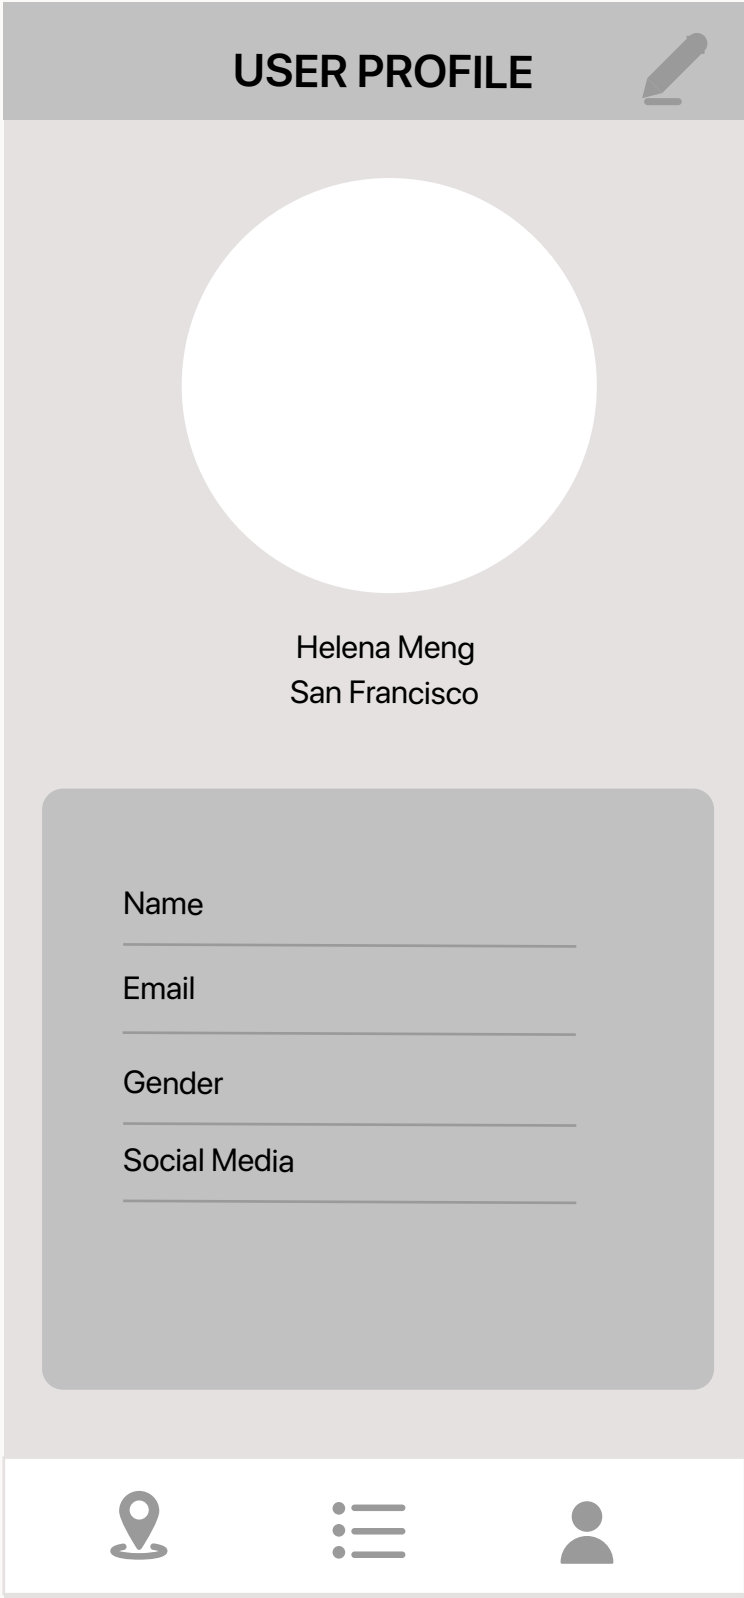 USER PROFILE
Helena Meng
San Francisco
Name
Email
Gender
Social Media